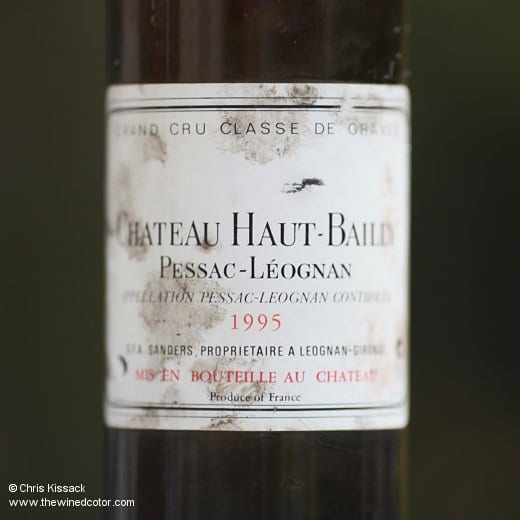 GRAND CRU CLASSE DE GRAVES
CHATEAU HAUT-BAILLY
PESSAC-LÉOGNAN
APPELLATION PESSAC-LEOGNAN CONTROLEE
1995
SANDERS, PROPRIETAIRE A LEOGNAN-GIRONDE
MIS EN BOUTEILLE AU CHATEAU
Produce of France
© Chris Kissack
www.thewinedoctor.com